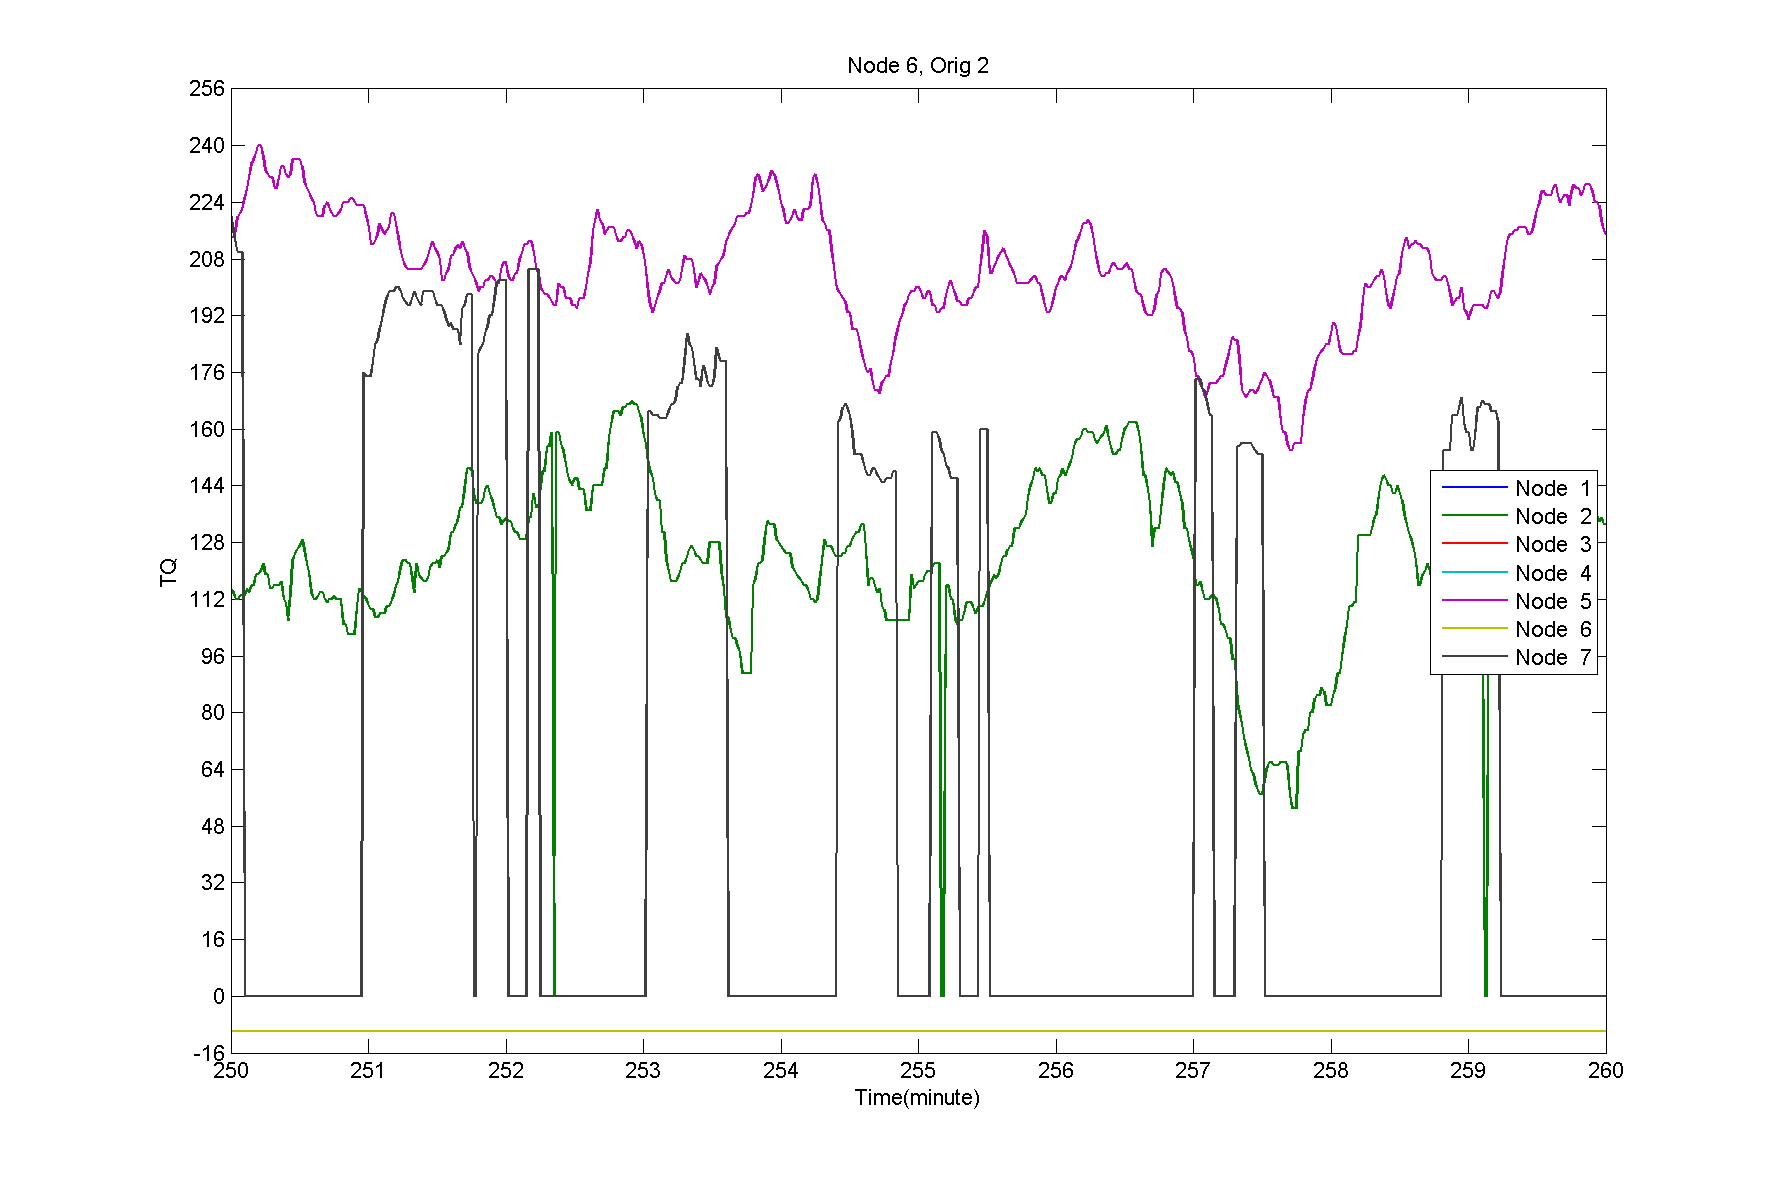 Node 6, Orig 2
256
240
224
208
192
176
160
144
128
112
96
80
64
48
32
16
0
-16
TQ
250 251 252 253 254 255 256 257 258 259 260
Time(minute)
Node 1
Node 2
Node 3
Node 4
Node 5
Node 6
Node 7